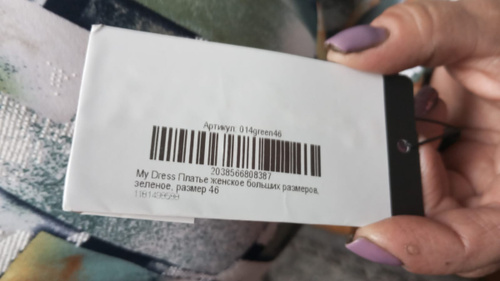 Артикул: 014green46
2038566808387
My Dress Платье женское больших размеров,
зеленое, размер 46